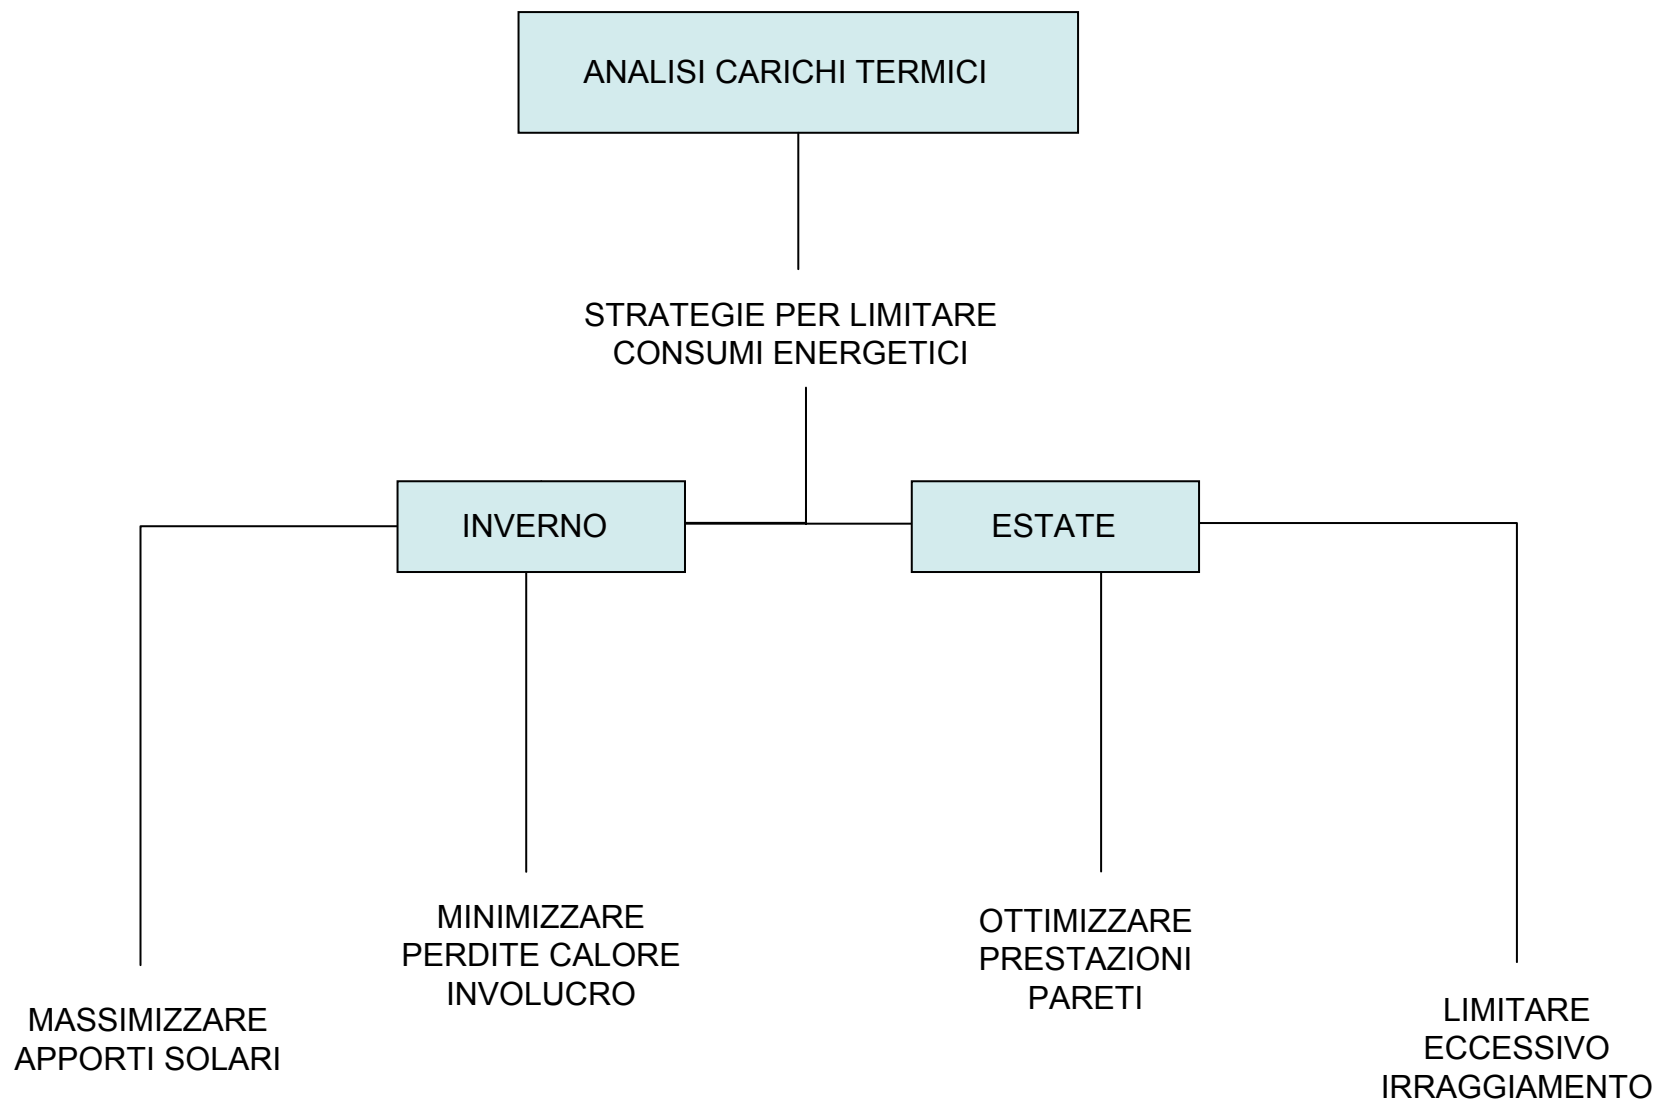 ANALISI CARICHI TERMICI
STRATEGIE PER LIMITARE
CONSUMI ENERGETICI
INVERNO
ESTATE
MASSIMIZZARE
APPORTI SOLARI
MINIMIZZARE
PERDITE CALORE
INVOLUCRO
OTTIMIZZARE
PRESTAZIONI
PARETI
LIMITARE
ECCESSIVO
IRRAGGIAMENTO